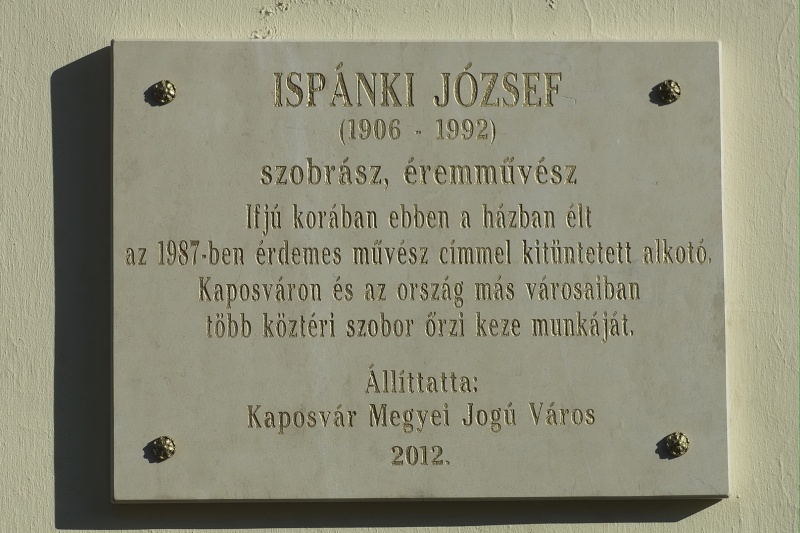 ISPÁNKI JÓZSEF
(1906 - 1992)
szobrász, éremművész
Ifjú korában ebben a házban élt
az 1987-ben érdemes művész címmel kitüntetett alkotó.
Kaposváron és az ország más városaiban
több köztéri szobor őrzi keze munkáját.
Állíttatta:
Kaposvár Megyei Jogú Város
2012.